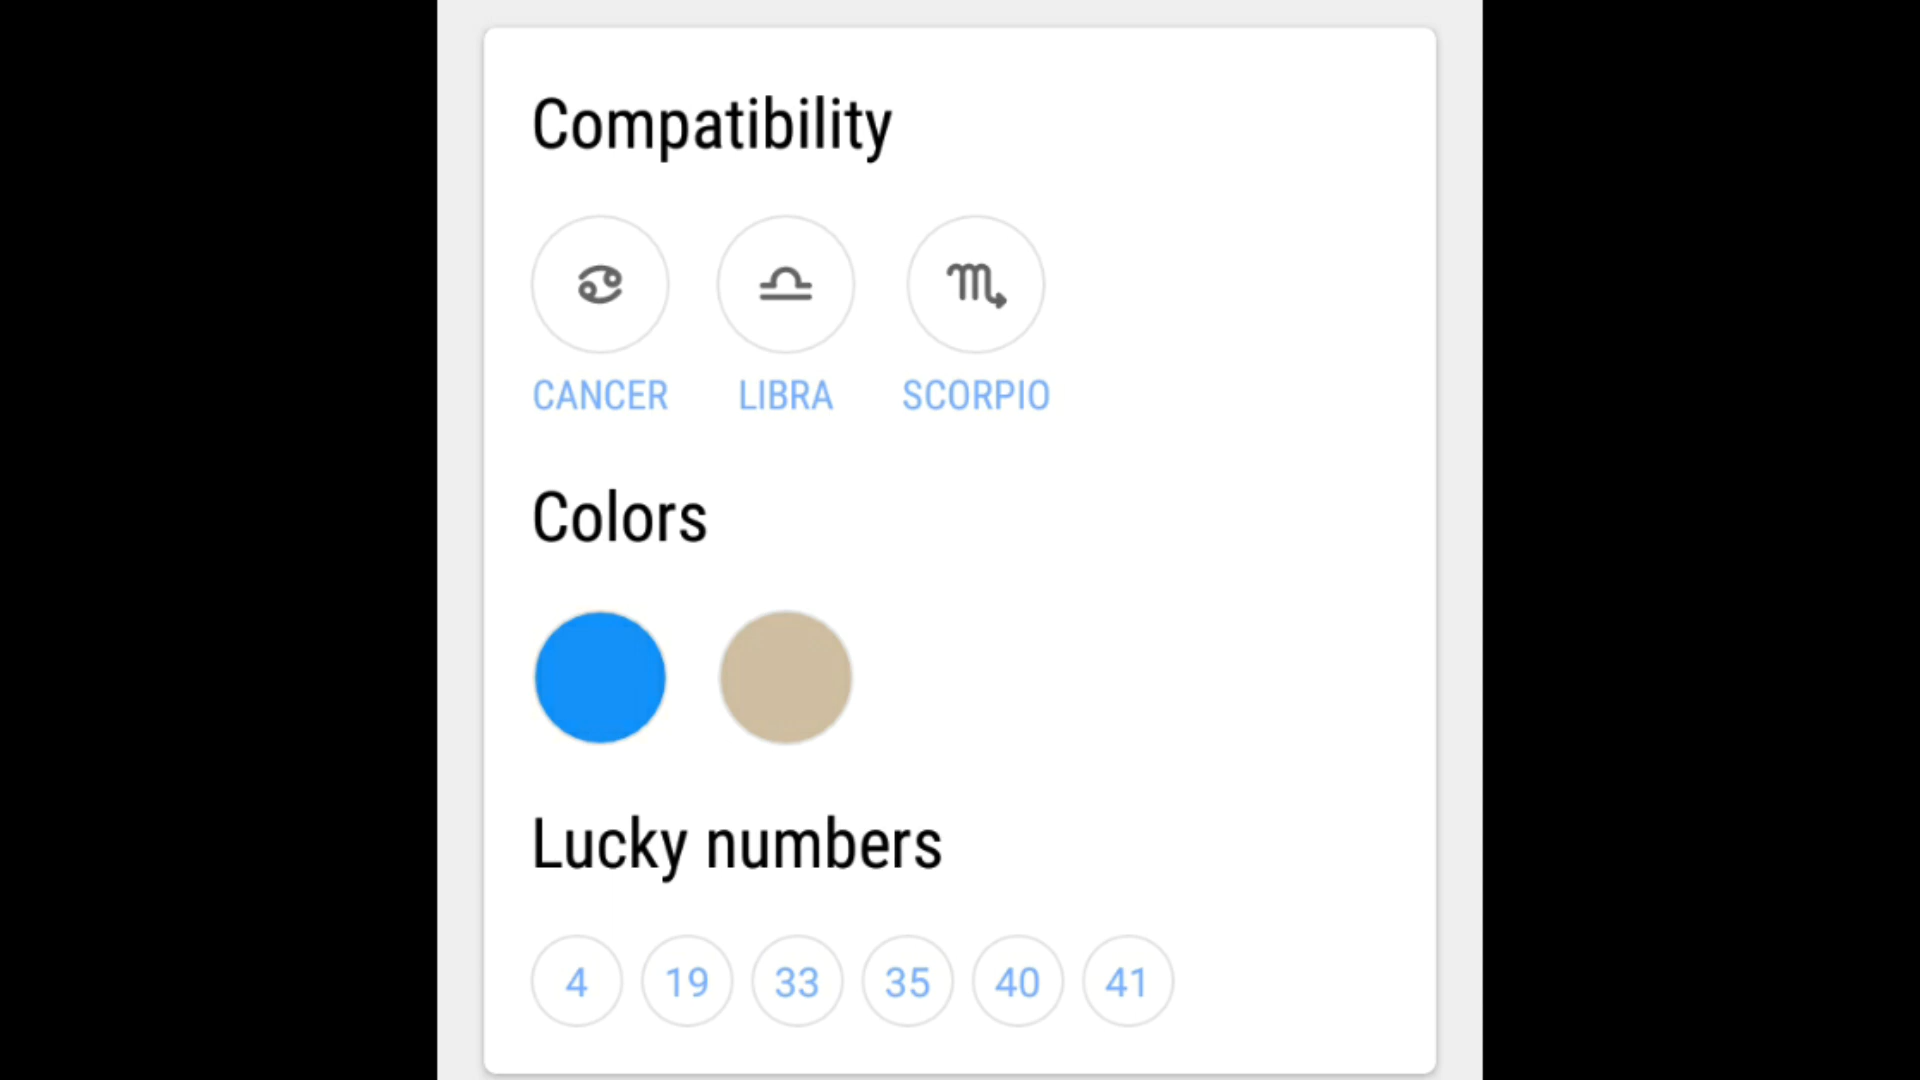 Compatibility
CANCER LIBRA SCORPIO
Colors
Lucky numbers
4 19 33 35 40 41